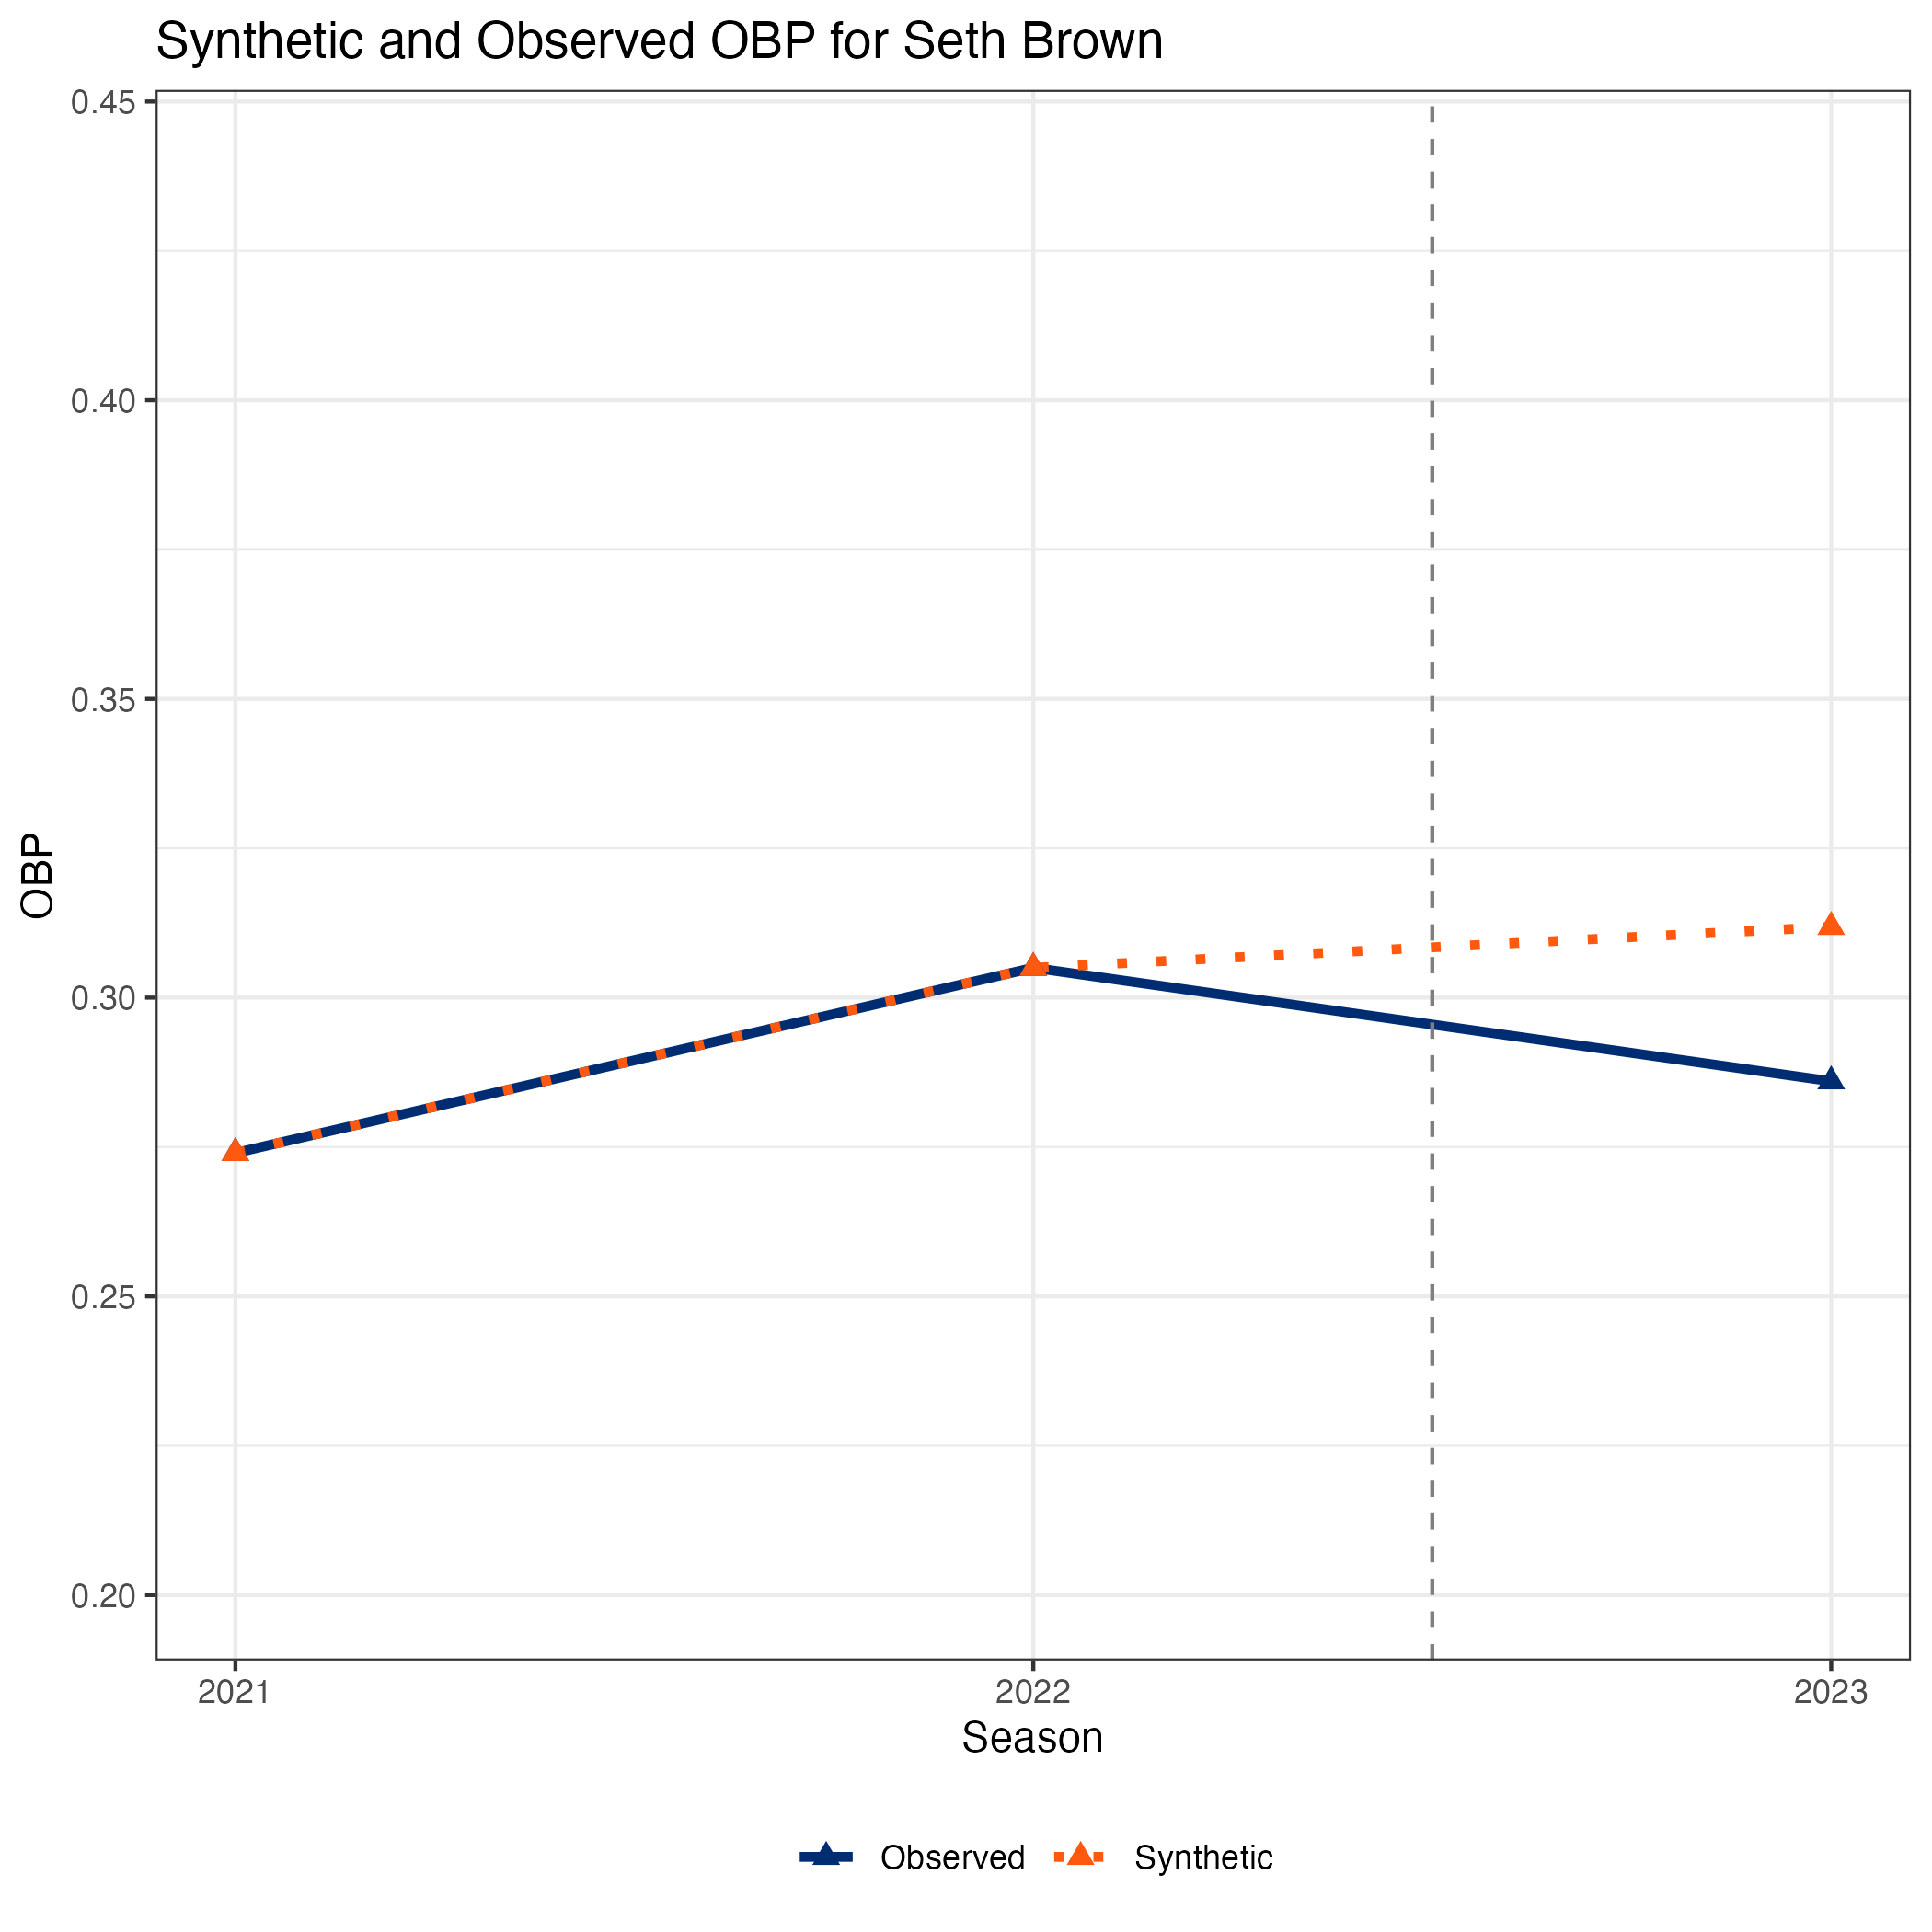 Synthetic and Observed OBP for Seth Brown
0.45
0.40
0.35
0.30
0.25
0.20
OBP
2021
2022
2023
Season
Observed
Synthetic